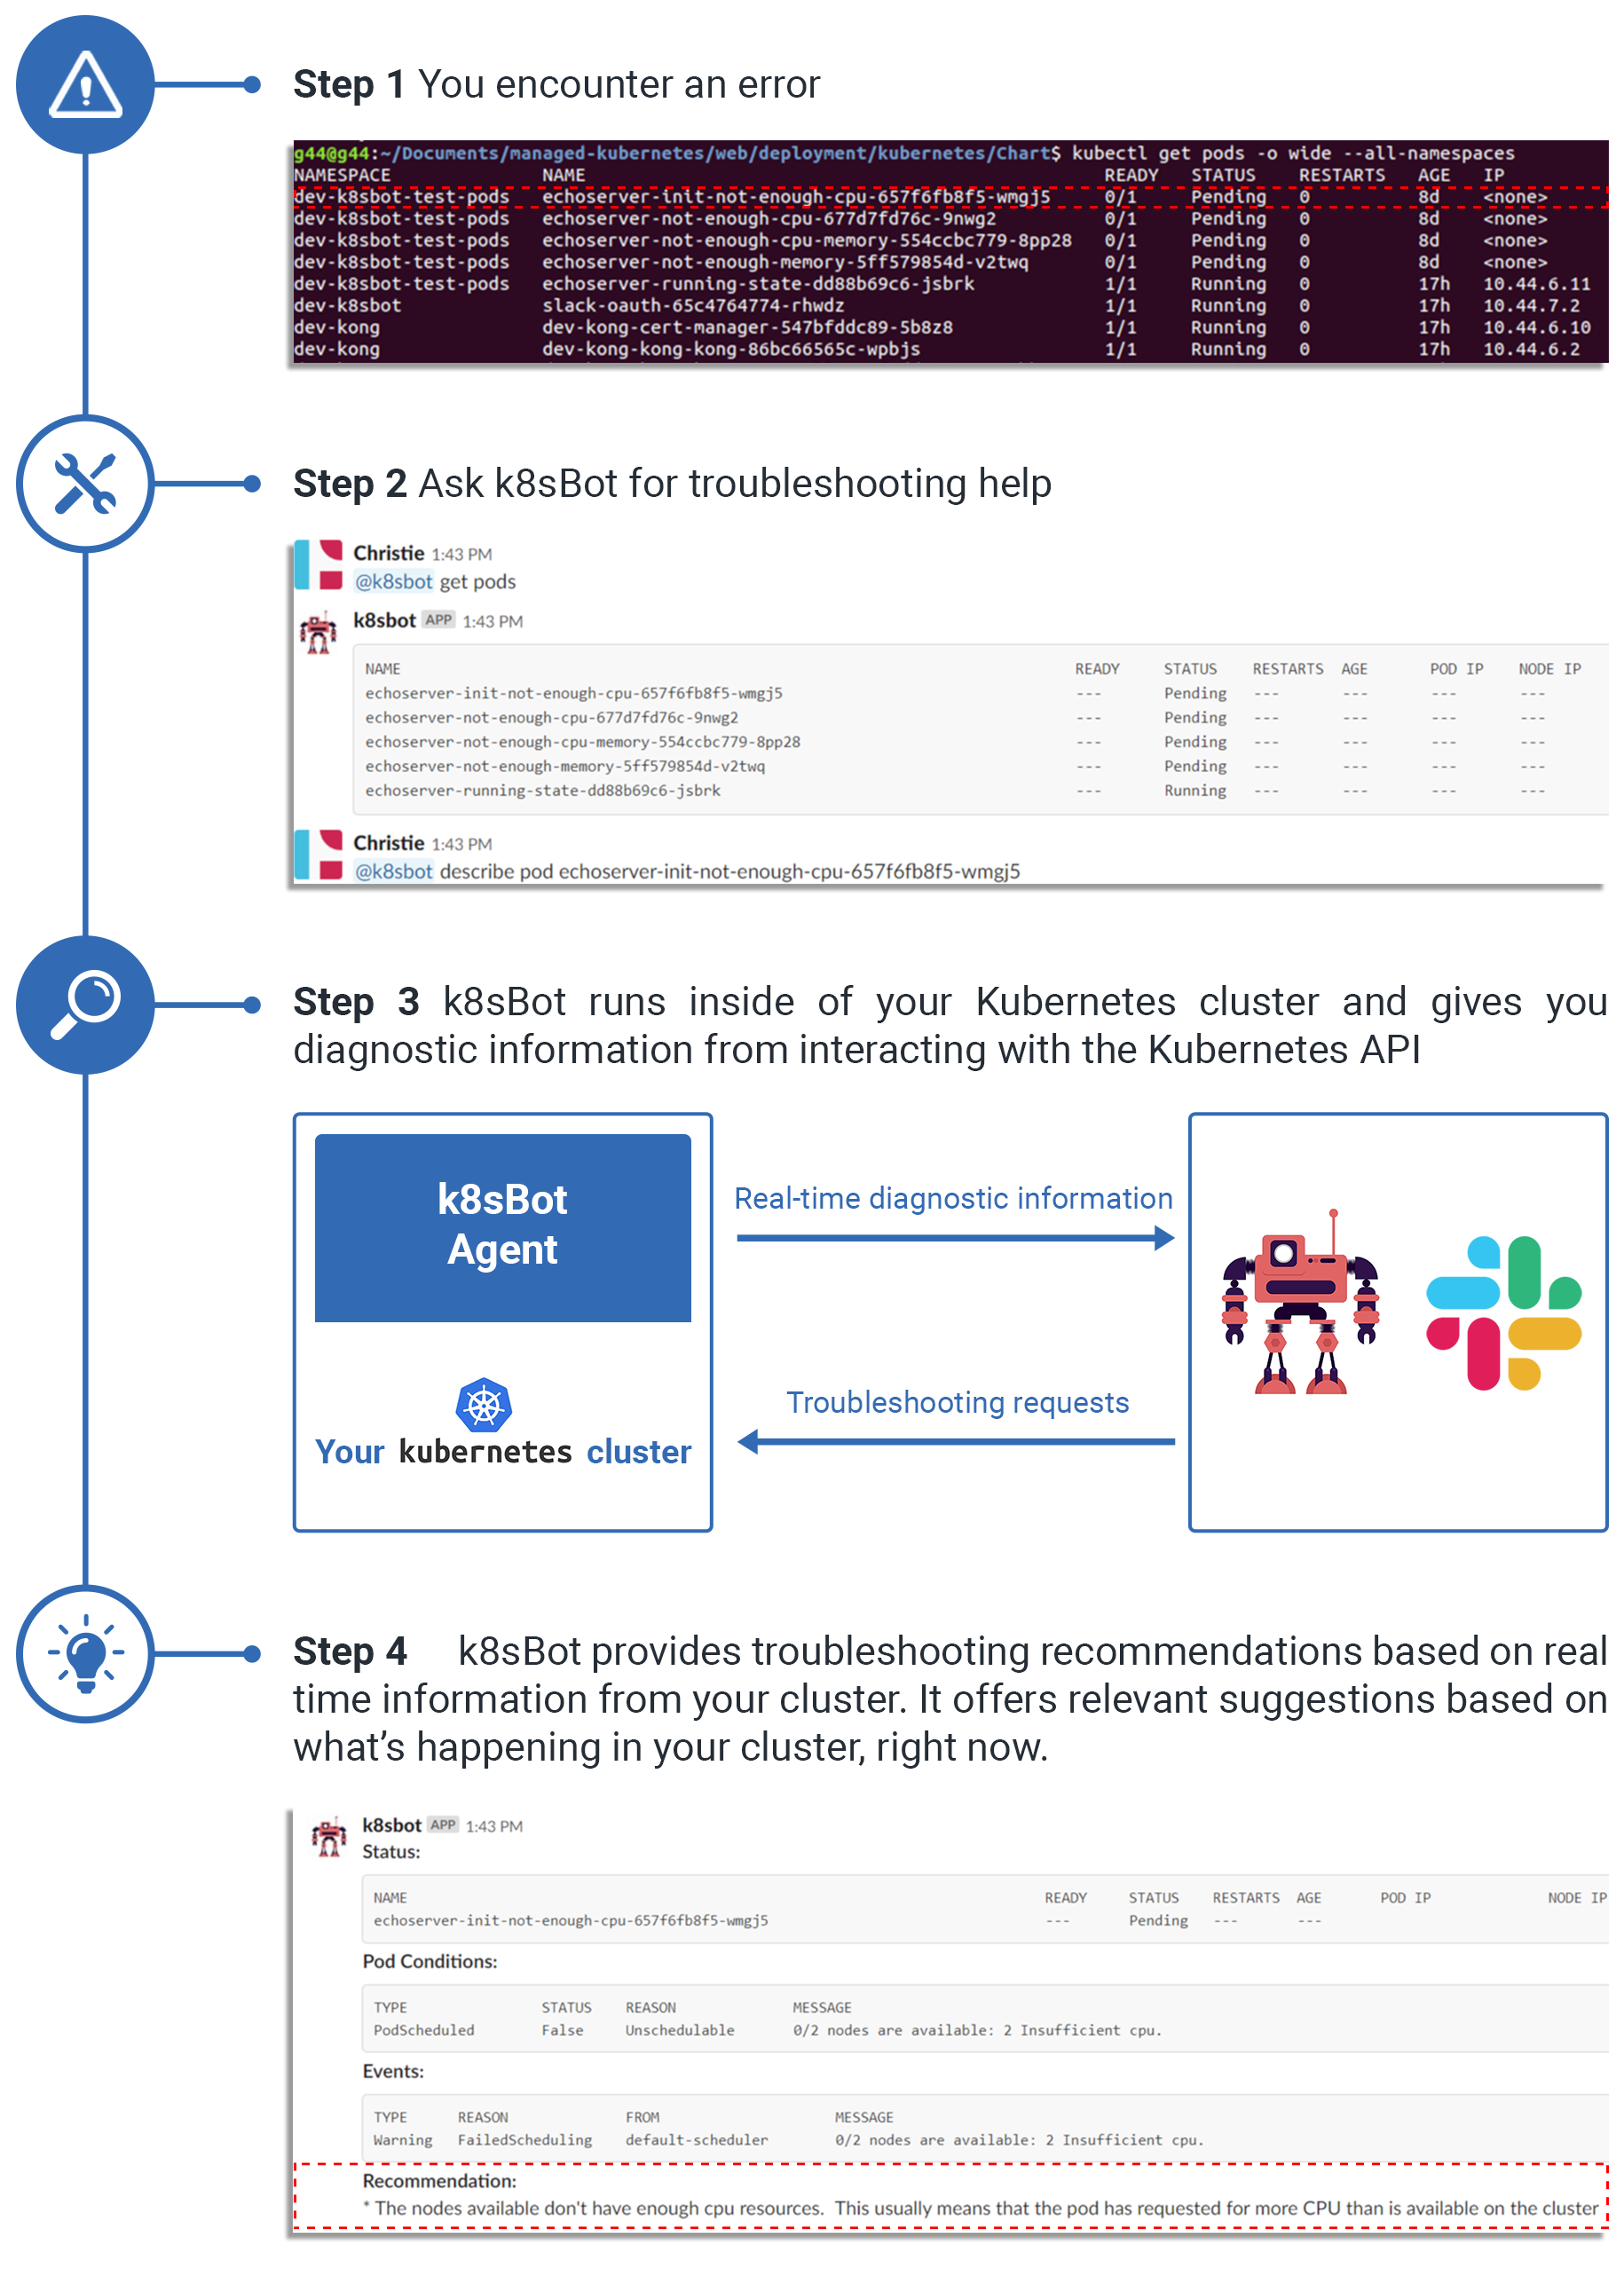 Step 1 You encounter an error
g44@g44:~/Documents/managed-kubernetes/web/deployment/kubernetes/Chart$ kubectl get pods -o wide --all-namespaces
NAMESPACE NAME READY STATUS RESTARTS AGE IP
dev-k8sbot-test-pods echoserver-init-not-enough-cpu-657f6fb8f5-wmgj5 0/1 Pending 0 8d <none>
dev-k8sbot-test-pods echoserver-not-enough-cpu-677d7fd76c-9nwg2 0/1 Pending 0 8d <none>
dev-k8sbot-test-pods echoserver-not-enough-cpu-memory-554ccbc779-8pp28 0/1 Pending 0 8d <none>
dev-k8sbot-test-pods echoserver-not-enough-memory-5ff579854d-v2twq 0/1 Pending 0 8d <none>
dev-k8sbot-test-pods echoserver-running-state-dd88b69c6-jsbrk 1/1 Running 0 17h 10.44.6.11
dev-k8sbot slack-oauth-65c4764774-rhwdz 1/1 Running 0 17h 10.44.7.2
dev-kong dev-kong-cert-manager-547bfddc89-5b8z8 1/1 Running 0 17h 10.44.6.10
dev-kong dev-kong-kong-kong-86bc66565c-wpbjs 1/1 Running 0 17h 10.44.6.2
Step 2 Ask k8sBot for troubleshooting help
Christie 1:43 PM
@k8sbot get pods
k8sbot APP 1:43 PM
NAME READY STATUS RESTARTS AGE POD IP NODE IP
echoserver-init-not-enough-cpu-657f6fb8f5-wmgj5 --- Pending --- --- --- ---
echoserver-not-enough-cpu-677d7fd76c-9nwg2 --- Pending --- --- --- ---
echoserver-not-enough-cpu-memory-554ccbc779-8pp28 --- Pending --- --- --- ---
echoserver-not-enough-memory-5ff579854d-v2twq --- Pending --- --- --- ---
echoserver-running-state-dd88b69c6-jsbrk --- Running --- --- --- ---
Christie 1:43 PM
@k8sbot describe pod echoserver-init-not-enough-cpu-657f6fb8f5-wmgj5
Step 3 k8sBot runs inside of your Kubernetes cluster and gives you
diagnostic information from interacting with the Kubernetes API
k8sBot
Agent
Your kubernetes cluster
Real-time diagnostic information
Troubleshooting requests
Step 4 k8sBot provides troubleshooting recommendations based on real
time information from your cluster. It offers relevant suggestions based on
what's happening in your cluster, right now.
k8sbot APP 1:43 PM
Status:
NAME READY STATUS RESTARTS AGE POD IP NODE IP
echoserver-init-not-enough-cpu-657f6fb8f5-wmgj5 --- Pending --- ---
Pod Conditions:
TYPE STATUS REASON MESSAGE
PodScheduled False Unschedulable 0/2 nodes are available: 2 Insufficient cpu.
Events:
TYPE REASON FROM MESSAGE
Warning FailedScheduling default-scheduler 0/2 nodes are available: 2 Insufficient cpu.
Recommendation:
* The nodes available don't have enough cpu resources. This usually means that the pod has requested for more CPU than is available on the cluster